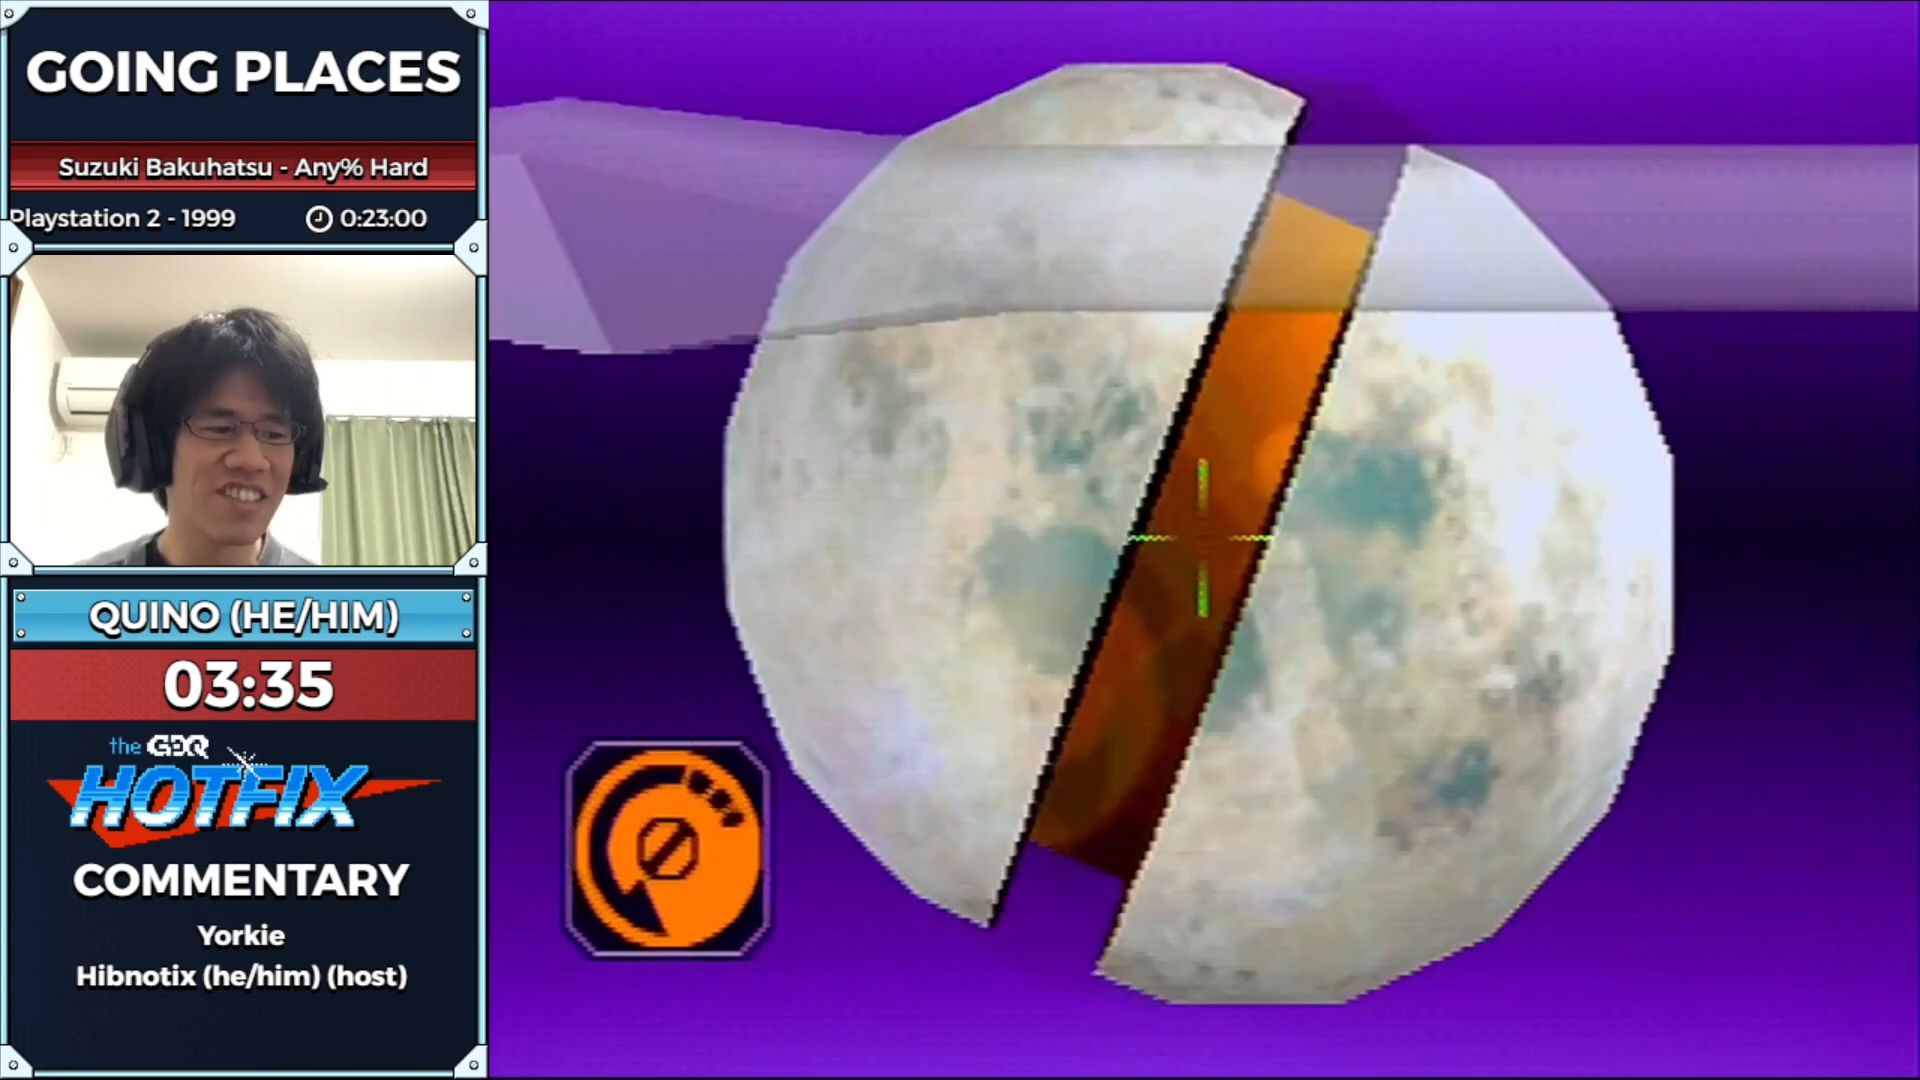 GOING PLACES
Suzuki Bakuhatsu - Any% Hard
Playstation 2 - 1999
0:23:00
QUINO (HE/HIM)
03:35
the GDQ
HOTFIX
COMMENTARY
Yorkie
Hibnotix (he/him) (host)